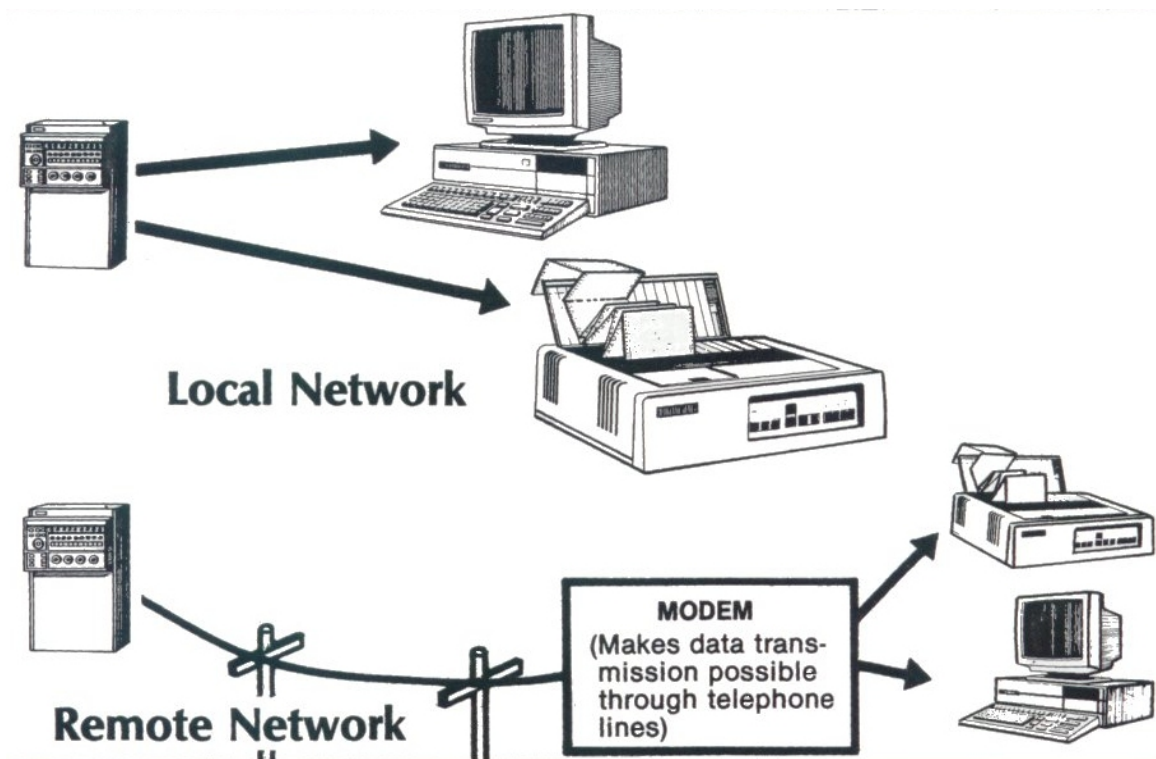 Local Network
MODEM
(Makes data trans-
mission possible
through telephone
lines)
Remote Network